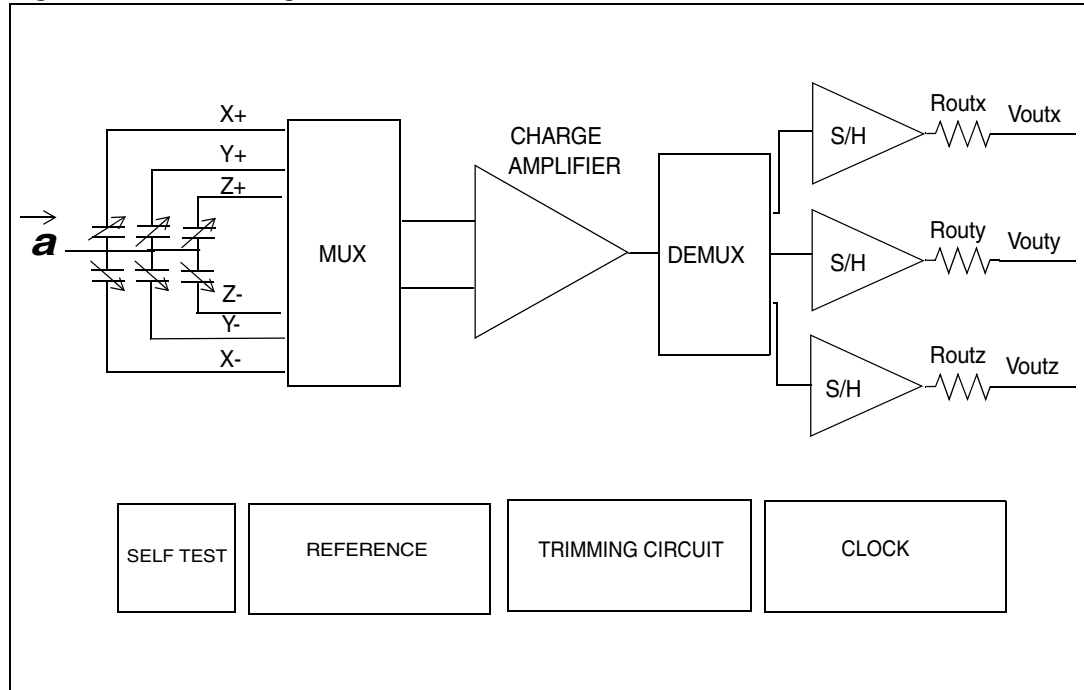 X+
Y+
Z+
a
Z-
Y-
X-
MUX
CHARGE
AMPLIFIER
DEMUX
S/H
Routx
Voutx
S/H
Routy
Vouty
S/H
Routz
Voutz
SELF TEST
REFERENCE
TRIMMING CIRCUIT
CLOCK